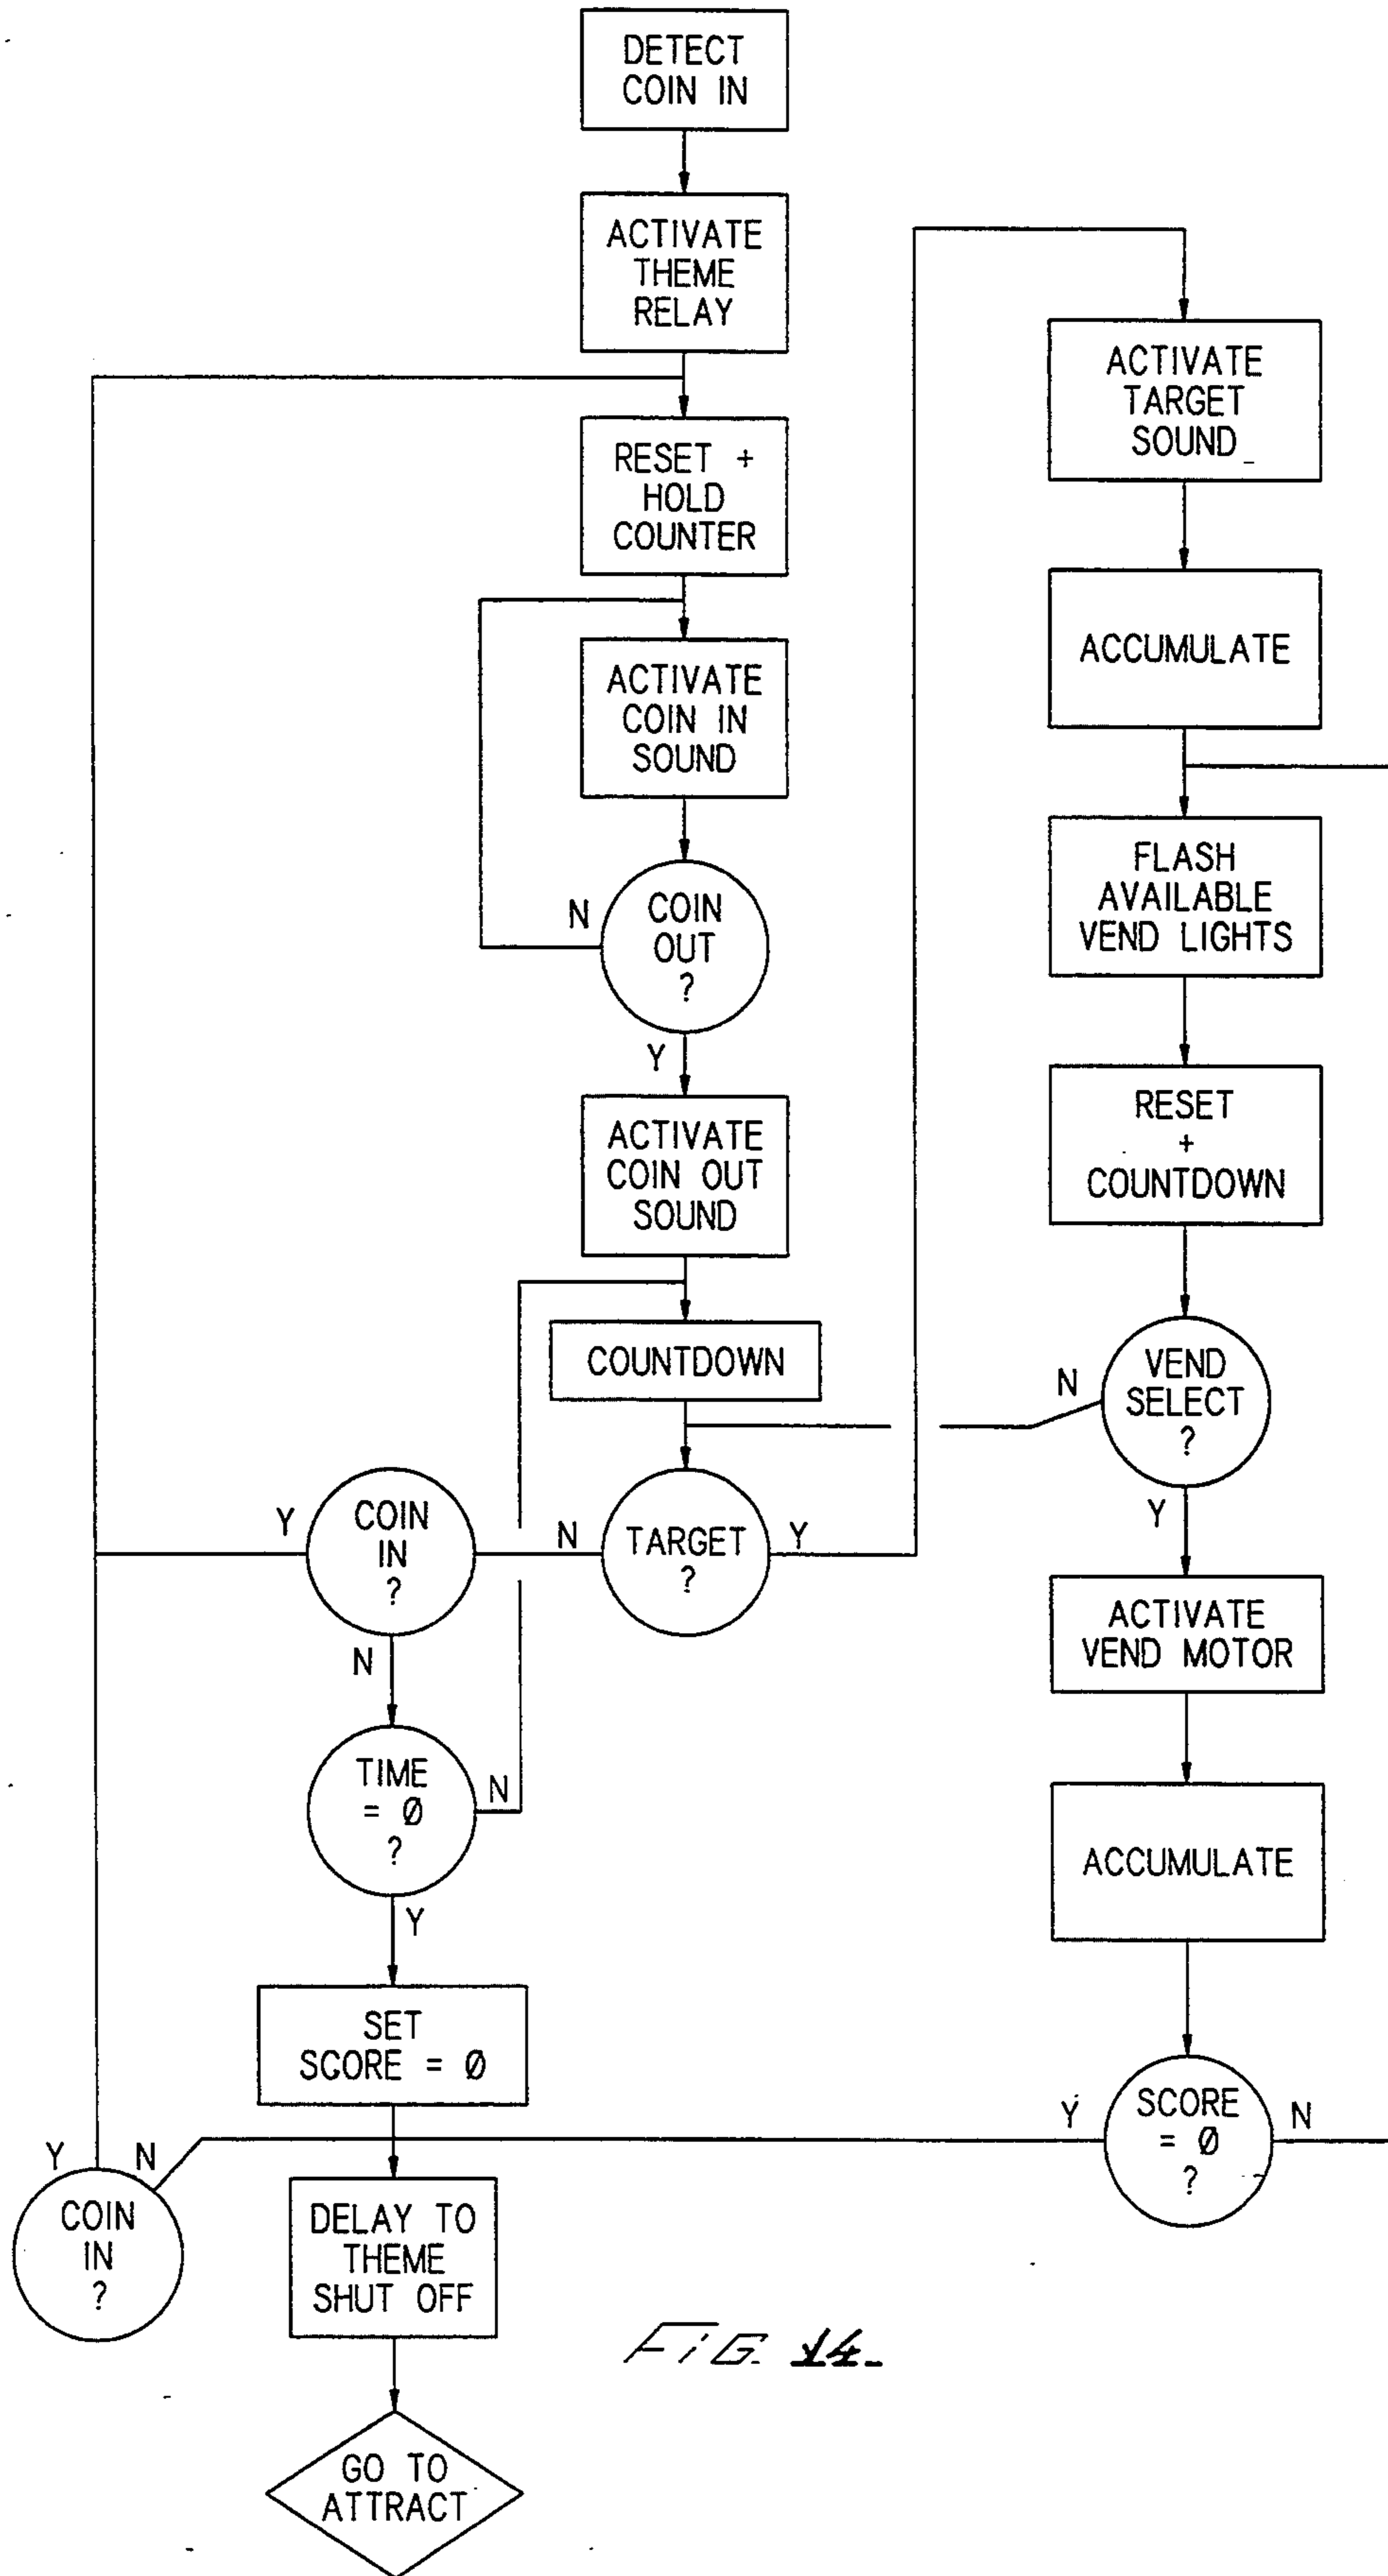 DETECT
COIN IN
ACTIVATE
THEME
RELAY
RESET +
HOLD
COUNTER
ACTIVATE
COIN IN
SOUND
COIN
OUT
?
N
Y
ACTIVATE
COIN OUT
SOUND
COUNTDOWN
TARGET
?
N
Y
COIN
IN
?
Y
N
TIME
= Ø
?
N
Y
SET
SCORE = Ø
DELAY TO
THEME
SHUT OFF
GO TO
ATTRACT
COIN
IN
?
Y
N
ACTIVATE
TARGET
SOUND
ACCUMULATE
FLASH
AVAILABLE
VEND LIGHTS
RESET
+
COUNTDOWN
VEND
SELECT
?
N
Y
ACTIVATE
VEND MOTOR
ACCUMULATE
SCORE
= Ø
?
Y
N
FIG. 14.